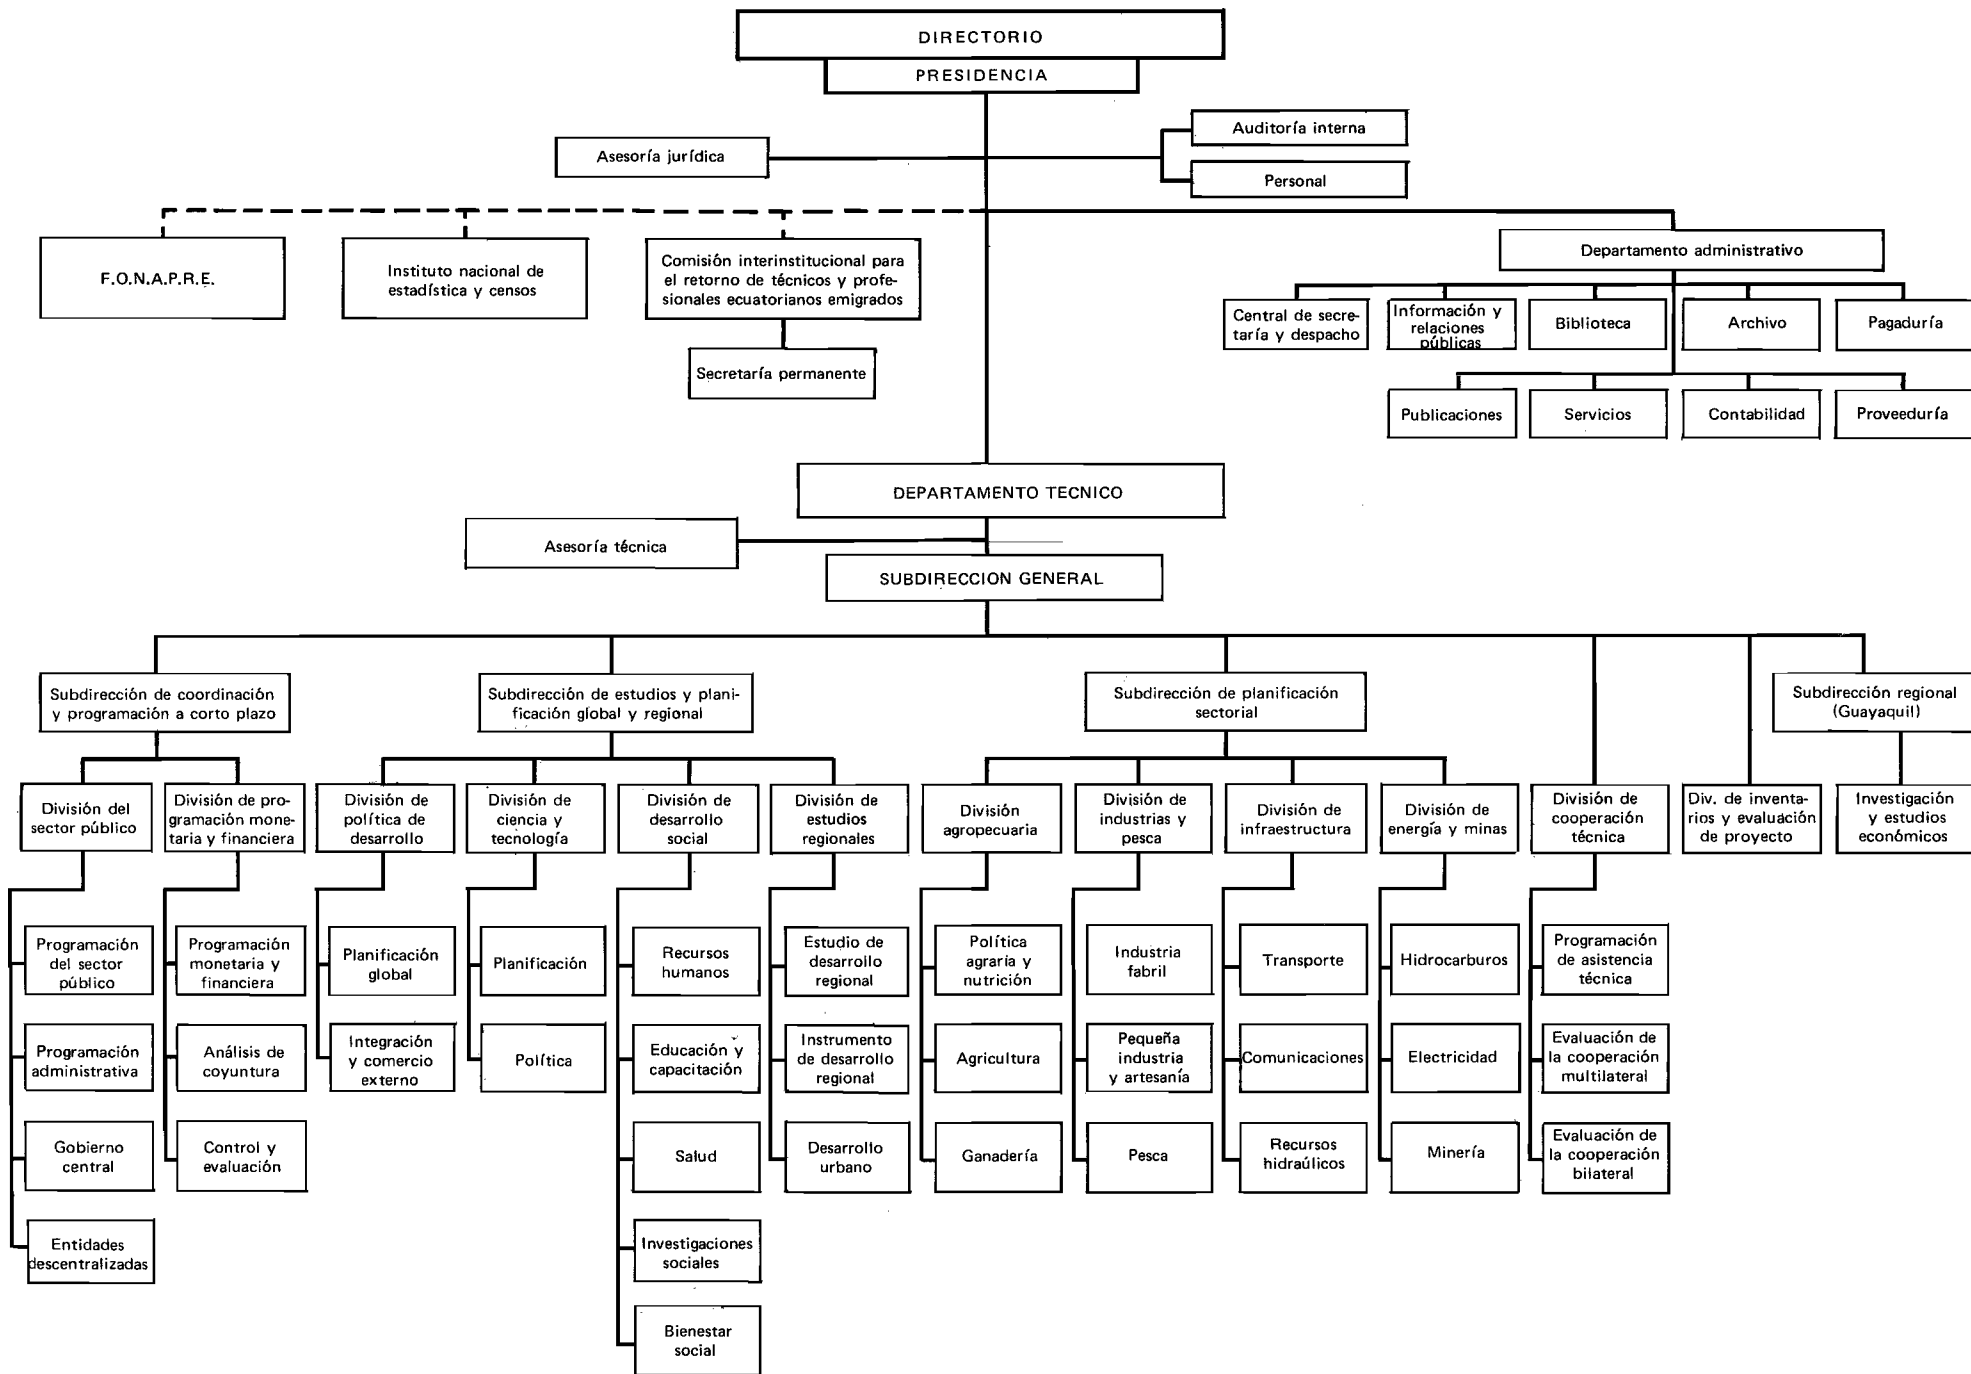 DIRECTORIO
PRESIDENCIA
Auditoría interna
Asesoría jurídica
Personal
F.O.N.A.P.R.E.
Instituto nacional de
estadística y censos
Comisión interinstitucional para
el retorno de técnicos y profe-
sionales ecuatorianos emigrados
Secretaría permanente
Departamento administrativo
Central de secre-
taría y despacho
Información y
relaciones
públicas
Biblioteca
Archivo
Pagaduría
Publicaciones
Servicios
Contabilidad
Proveeduría
DEPARTAMENTO TECNICO
Asesoría técnica
SUBDIRECCION GENERAL
Subdirección de coordinación
y programación a corto plazo
Subdirección de estudios y plani-
ficación global y regional
Subdirección de planificación
sectorial
Subdirección regional
(Guayaquil)
División del
sector público
División de pro-
gramación mone-
taria y financiera
División de
política de
desarrollo
División de
ciencia y
tecnología
División de
desarrollo
social
División de
estudios
regionales
División
agropecuaria
División de
industrias y
pesca
División de
infraestructura
División de
energía y minas
División de
cooperación
técnica
Div. de inventa-
rios y evaluación
de proyecto
Investigación
y estudios
económicos
Programación
del sector
público
Programación
monetaria y
financiera
Planificación
global
Planificación
Recursos
humanos
Estudio de
desarrollo
regional
Política
agraria y
nutrición
Industria
fabril
Transporte
Hidrocarburos
Programación
de asistencia
técnica
Programación
administrativa
Análisis de
coyuntura
Integración
y comercio
externo
Política
Educación y
capacitación
Instrumento
de desarrollo
regional
Agricultura
Pequeña
industria
y artesanía
Comunicaciones
Electricidad
Evaluación de
la cooperación
multilateral
Gobierno
central
Control y
evaluación
Salud
Desarrollo
urbano
Ganadería
Pesca
Recursos
hidraúlicos
Minería
Evaluación de
la cooperación
bilateral
Entidades
descentralizadas
Investigaciones
sociales
Bienestar
social